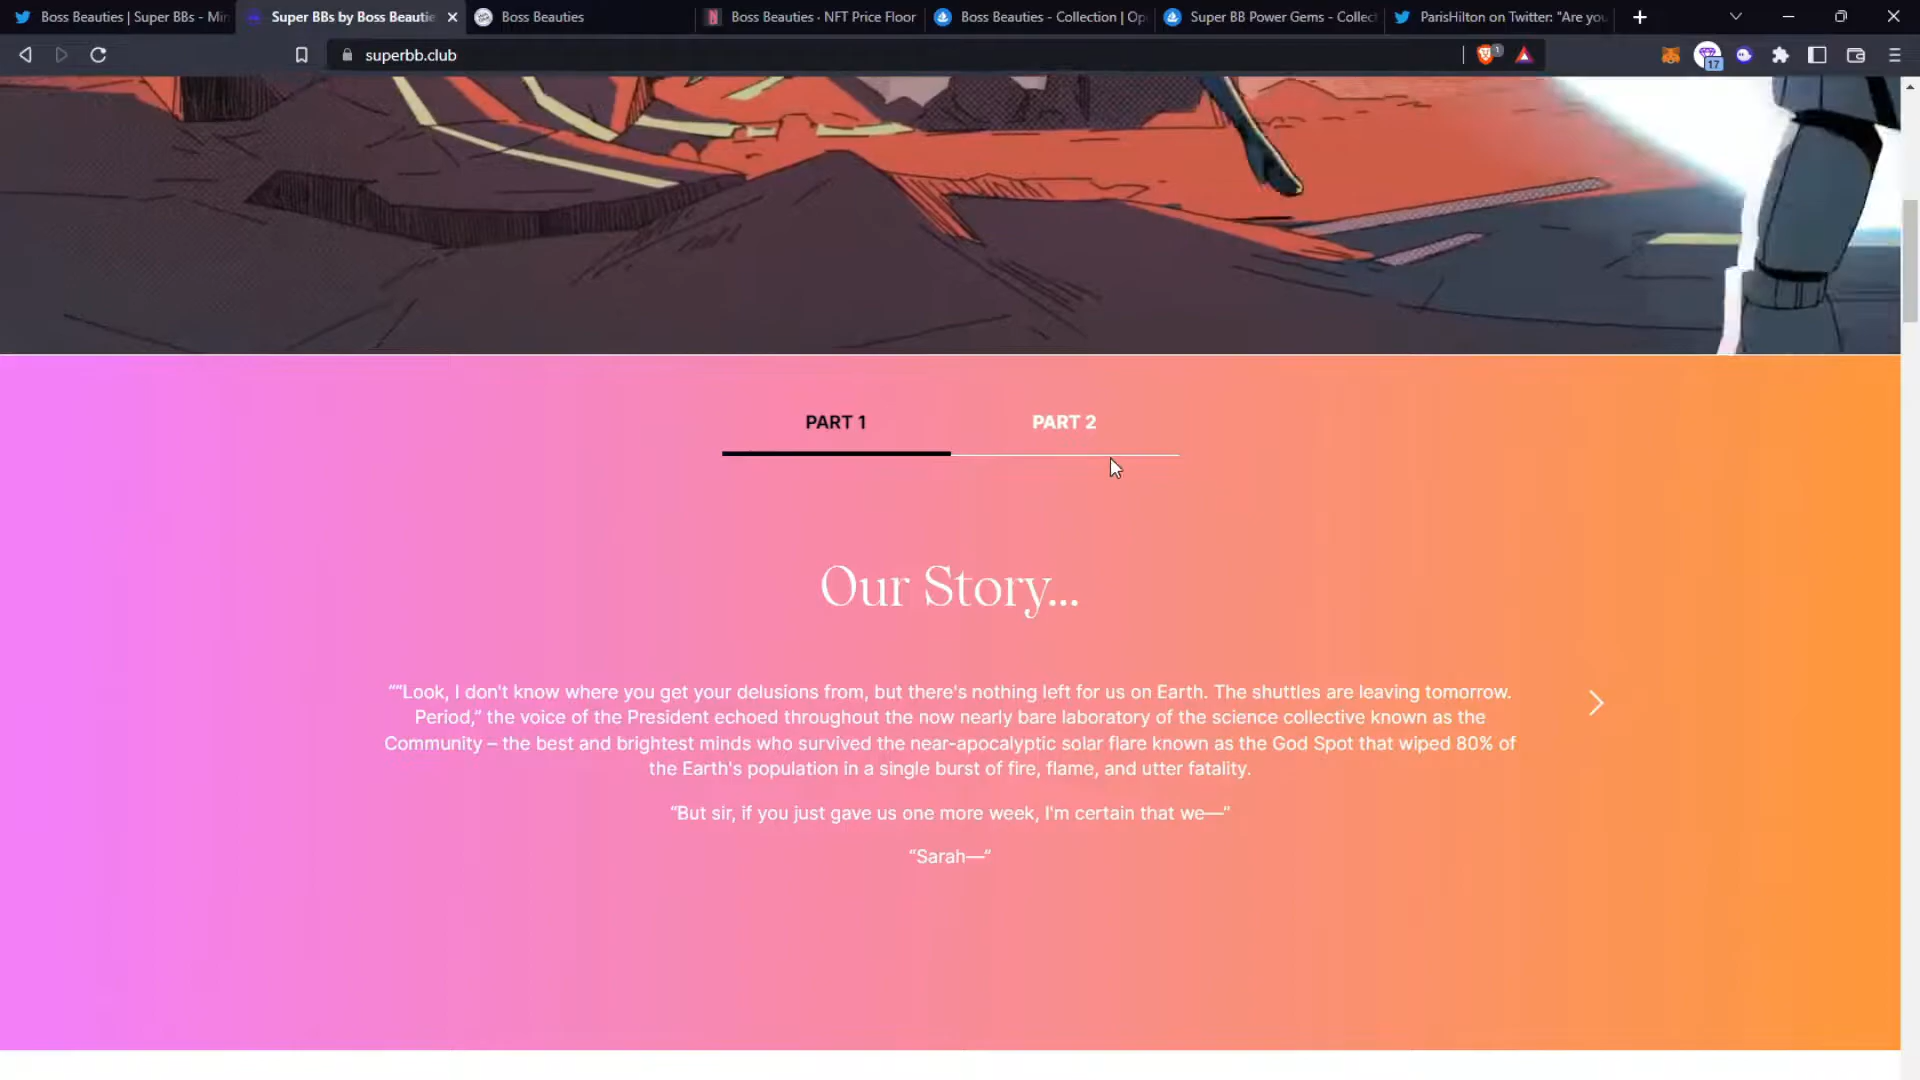 Boss Beauties | Super BBs - Min
Super BBs by Boss Beautie
Boss Beauties
Boss Beauties · NFT Price Floor
Boss Beauties - Collection | Op
Super BB Power Gems - Collect
ParisHilton on Twitter: "Are you
superbb.club
1
17
PART 1
PART 2
Our Story...
““Look, I don't know where you get your delusions from, but there's nothing left for us on Earth. The shuttles are leaving tomorrow.
Period,” the voice of the President echoed throughout the now nearly bare laboratory of the science collective known as the
Community – the best and brightest minds who survived the near-apocalyptic solar flare known as the God Spot that wiped 80% of
the Earth's population in a single burst of fire, flame, and utter fatality.
“But sir, if you just gave us one more week, I'm certain that we—”
“Sarah—”